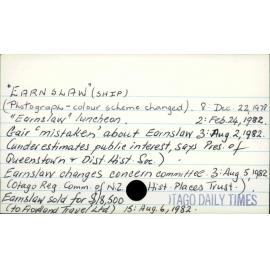 "EARNSLAW" (SHIP)
(Photograph - colour scheme changed). 8: Dec. 22, 1978
"Earnslaw" luncheon. 2: Feb. 24, 1982.
Gair 'mistaken' about Earnslaw 3: Aug 2, 1982.
(underestimates public interest, says Pres. of
Queenstown & Dist. Hist. Soc.)
Earnslaw changes concern committee. 3: Aug. 5 1982
(Otago Reg. Comm. of N.Z. Hist. Places Trust.)
Earnslaw sold for $18,500 OTAGO DAILY TIMES
(to Fiordland Travel Ltd) 15: Aug. 6, 1982.